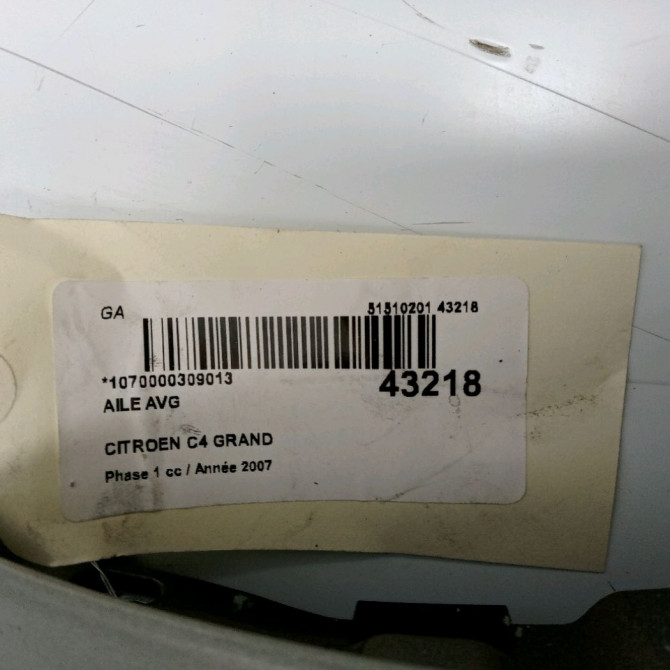 GA
51510201 43218
*1070000309013
43218
AILE AVG
CITROEN C4 GRAND
Phase 1 cc / Année 2007